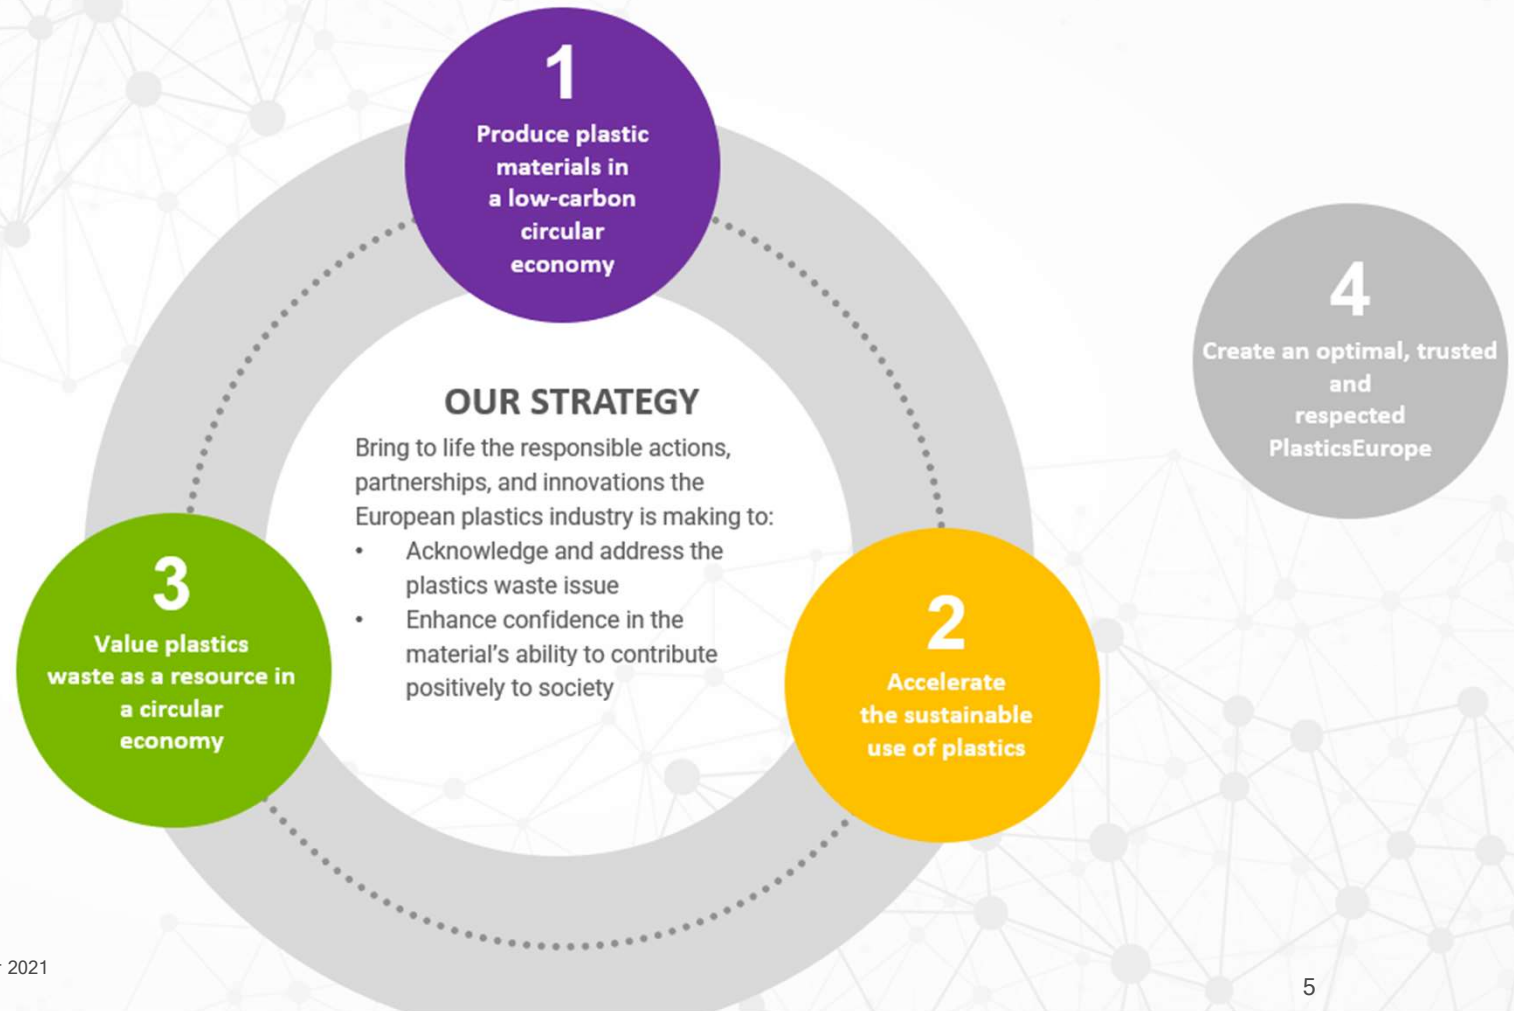 1
Produce plastic
materials in
a low-carbon
circular
economy
4
Create an optimal, trusted
and
respected
PlasticsEurope
OUR STRATEGY
Bring to life the responsible actions,
partnerships, and innovations the
European plastics industry is making to:
• Acknowledge and address the
plastics waste issue
• Enhance confidence in the
material’s ability to contribute
positively to society
3
Value plastics
waste as a resource in
a circular
economy
2
Accelerate
the sustainable
use of plastics
2021
5